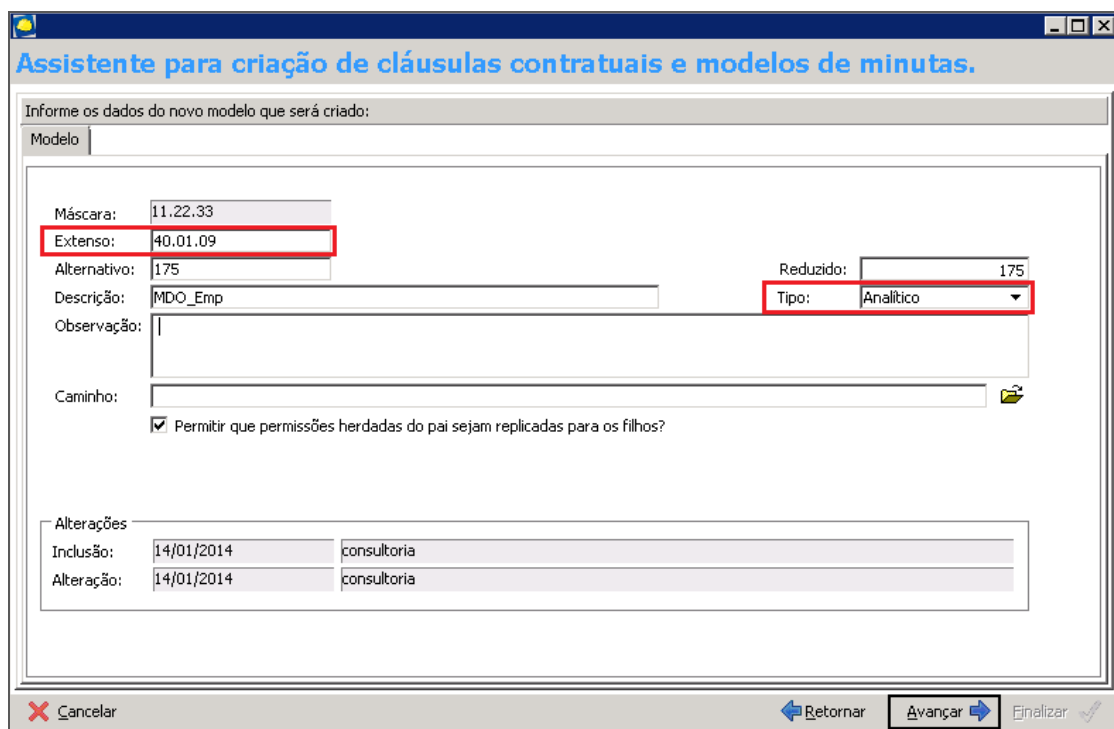 Assistente para criação de cláusulas contratuais e modelos de minutas.
Informe os dados do novo modelo que será criado:
Modelo
Máscara: 11.22.33
Extenso: 40.01.09
Alternativo: 175 Reduzido: 175
Descrição: MDO_Emp Tipo: Analítico
Observação:
Caminho:
Permitir que permissões herdadas do pai sejam replicadas para os filhos?
Alterações
Inclusão: 14/01/2014 consultoria
Alteração: 14/01/2014 consultoria
Cancelar Retornar Avançar Finalizar